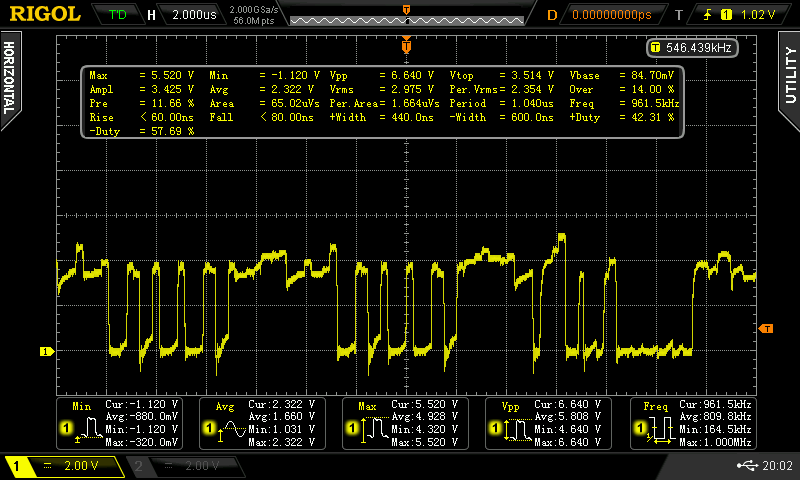 RIGOL T'D H 2.000us 2.000GSa/s 56.0M pts T D 0.00000000ps T 1 1.02 V
HORIZONTAL
UTILITY
T
T 546.439kHz
Max = 5.520 V Min = -1.120 V Vpp = 6.640 V Vtop = 3.514 V Vbase = 84.70mV
Ampl = 3.425 V Avg = 2.322 V Vrms = 2.975 V Per.Vrms= 2.354 V Over = 14.00 %
Pre = 11.66 % Area = 65.02uVs Per.Area= 1.664uVs Period = 1.040us Freq = 961.5kHz
Rise < 60.00ns Fall < 80.00ns +Width = 440.0ns -Width = 600.0ns +Duty = 42.31 %
-Duty = 57.69 %
T
1
Min Cur:-1.120 V Avg Cur:2.322 V Max Cur:5.520 V Vpp Cur:6.640 V Freq Cur:961.5kHz
Avg:-880.0mV Avg:1.660 V Avg:4.928 V Avg:5.808 V Avg:809.8kHz
1 Min:-1.120 V 1 Min:1.031 V 1 Min:4.320 V 1 Min:4.640 V 1 Min:164.5kHz
Max:-320.0mV Max:2.322 V Max:5.520 V Max:6.640 V Max:1.000MHz
1 = 2.00 V 2 = 2.00 V 20:02